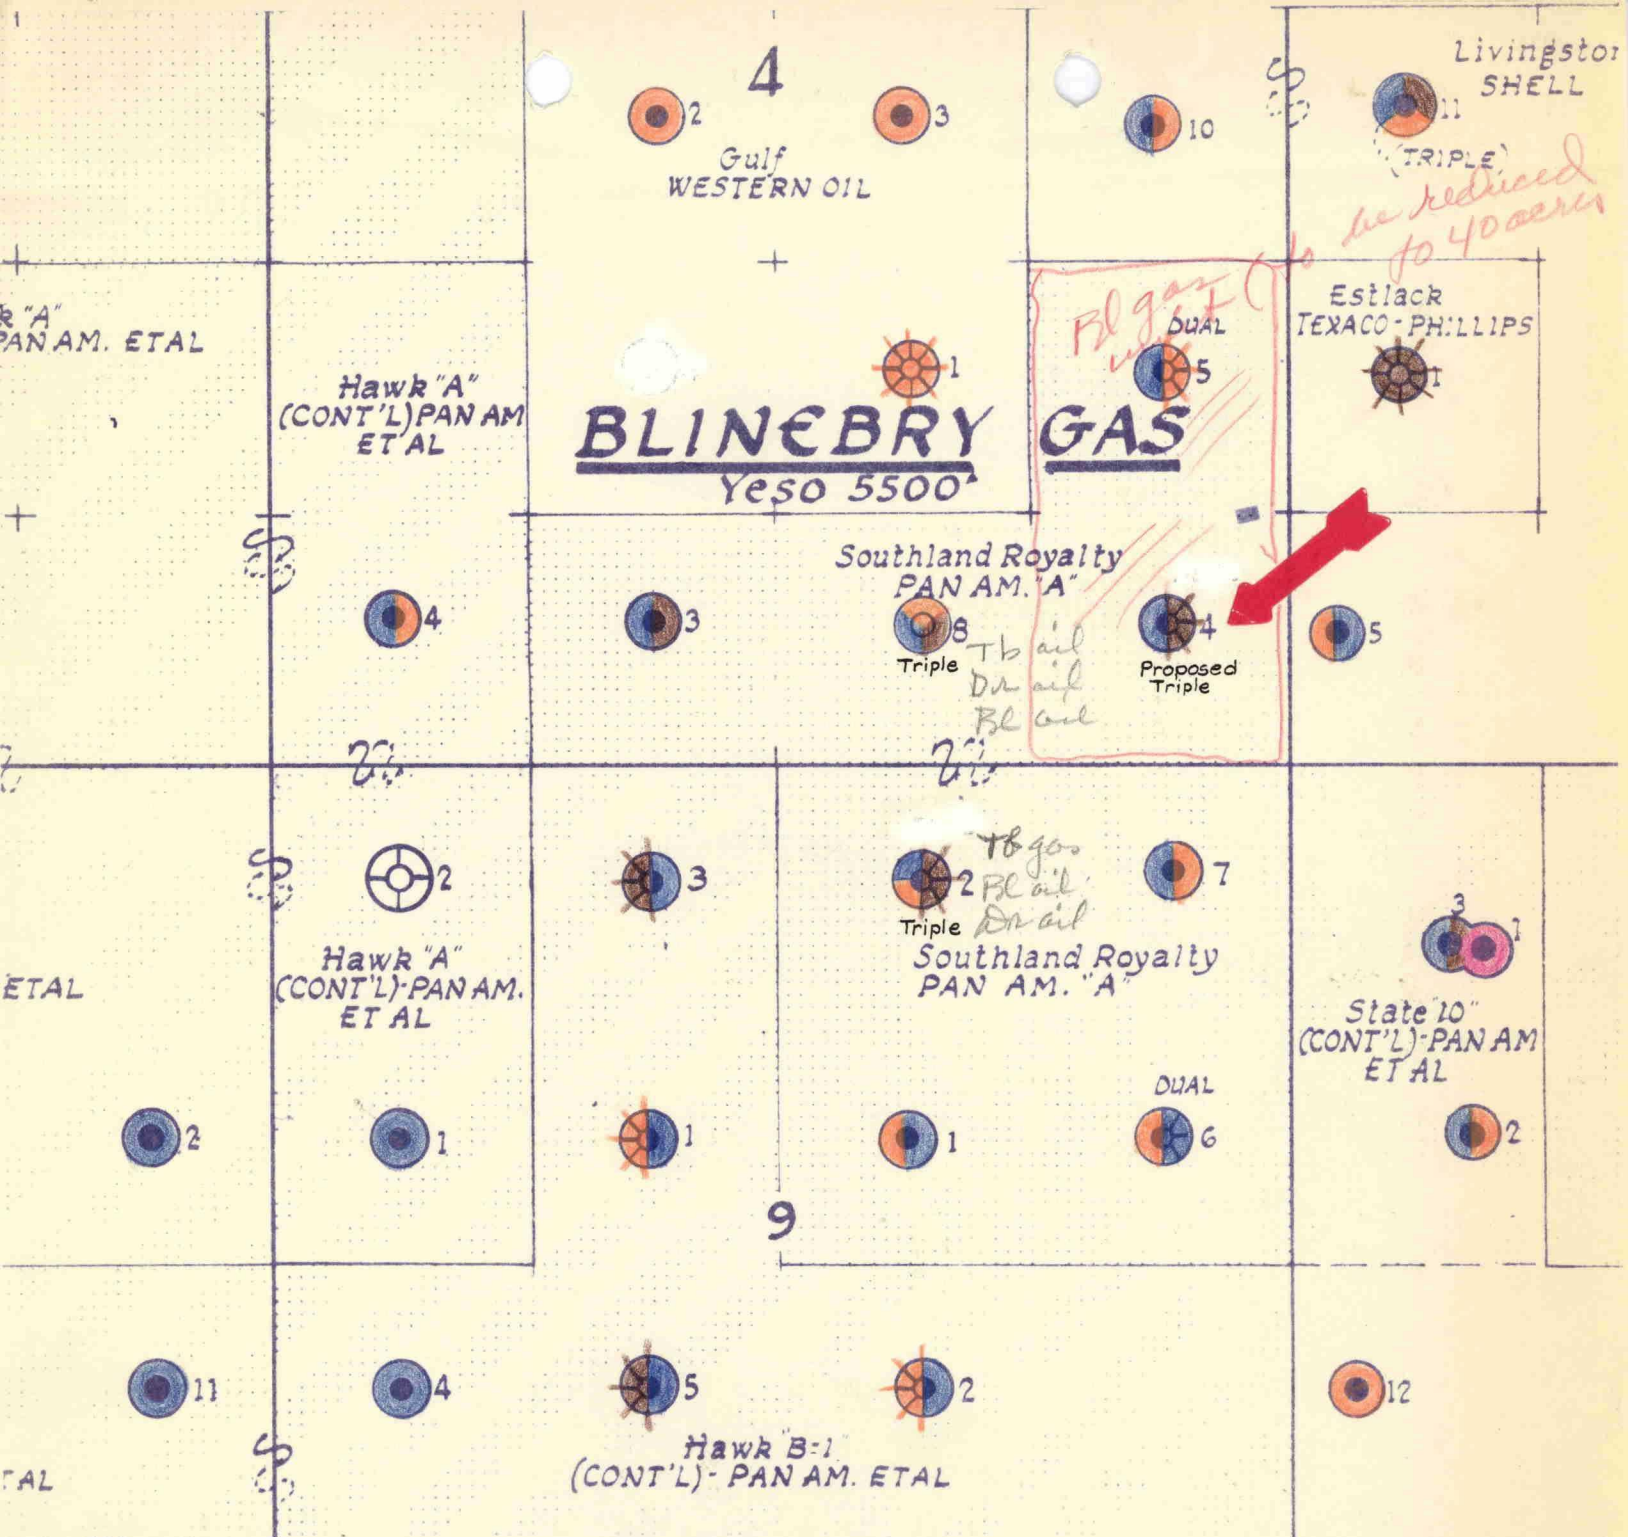 4
Livingston
SHELL
2
3
10
11
(TRIPLE)
Gulf
WESTERN OIL
to be reduced
to 40 acres
"A"
PAN AM. ETAL
Bl gas
unit
DUAL
5
Estlack
TEXACO-PHILLIPS
1
1
Hawk "A"
(CONT'L) PAN AM
ET AL
BLINEBRY GAS
Yeso 5500'
Southland Royalty
PAN AM. "A"
4
3
8
Triple
Tb oil
Dr oil
Bl oil
4
Proposed
Triple
5
2
3
2
Triple
Tb gas
Bl oil
Dr oil
7
3
1
Hawk "A"
(CONT'L)-PAN AM.
ET AL
Southland Royalty
PAN AM. "A"
ETAL
State "10"
(CONT'L)-PAN AM
ET AL
DUAL
2
1
1
1
6
2
9
11
4
5
2
12
Hawk "B-1"
(CONT'L) - PAN AM. ETAL